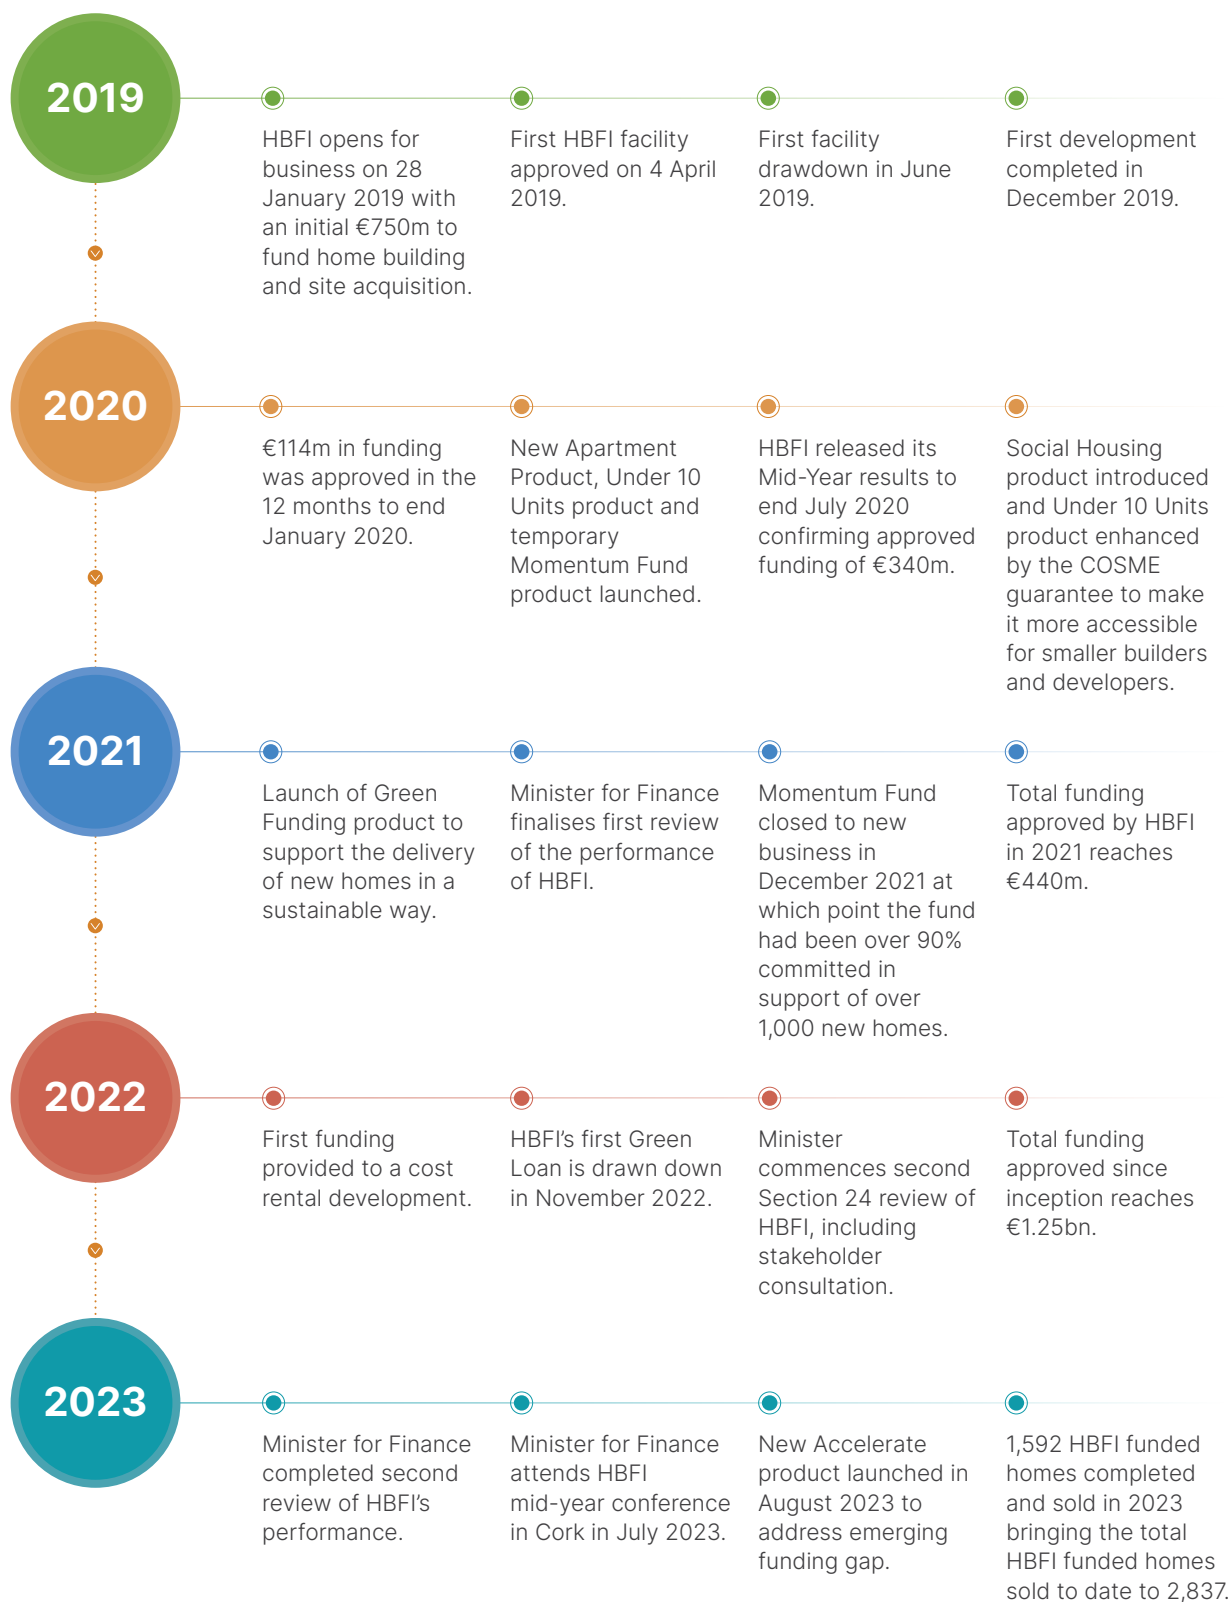 2019
HBFI opens for
business on 28
January 2019 with
an initial €750m to
fund home building
and site acquisition.
First HBFI facility
approved on 4 April
2019.
First facility
drawdown in June
2019.
First development
completed in
December 2019.
2020
€114m in funding
was approved in the
12 months to end
January 2020.
New Apartment
Product, Under 10
Units product and
temporary
Momentum Fund
product launched.
HBFI released its
Mid-Year results to
end July 2020
confirming approved
funding of €340m.
Social Housing
product introduced
and Under 10 Units
product enhanced
by the COSME
guarantee to make
it more accessible
for smaller builders
and developers.
2021
Launch of Green
Funding product to
support the delivery
of new homes in a
sustainable way.
Minister for Finance
finalises first review
of the performance
of HBFI.
Momentum Fund
closed to new
business in
December 2021 at
which point the fund
had been over 90%
committed in
support of over
1,000 new homes.
Total funding
approved by HBFI
in 2021 reaches
€440m.
2022
First funding
provided to a cost
rental development.
HBFI’s first Green
Loan is drawn down
in November 2022.
Minister
commences second
Section 24 review of
HBFI, including
stakeholder
consultation.
Total funding
approved since
inception reaches
€1.25bn.
2023
Minister for Finance
completed second
review of HBFI’s
performance.
Minister for Finance
attends HBFI
mid-year conference
in Cork in July 2023.
New Accelerate
product launched in
August 2023 to
address emerging
funding gap.
1,592 HBFI funded
homes completed
and sold in 2023
bringing the total
HBFI funded homes
sold to date to 2,837.